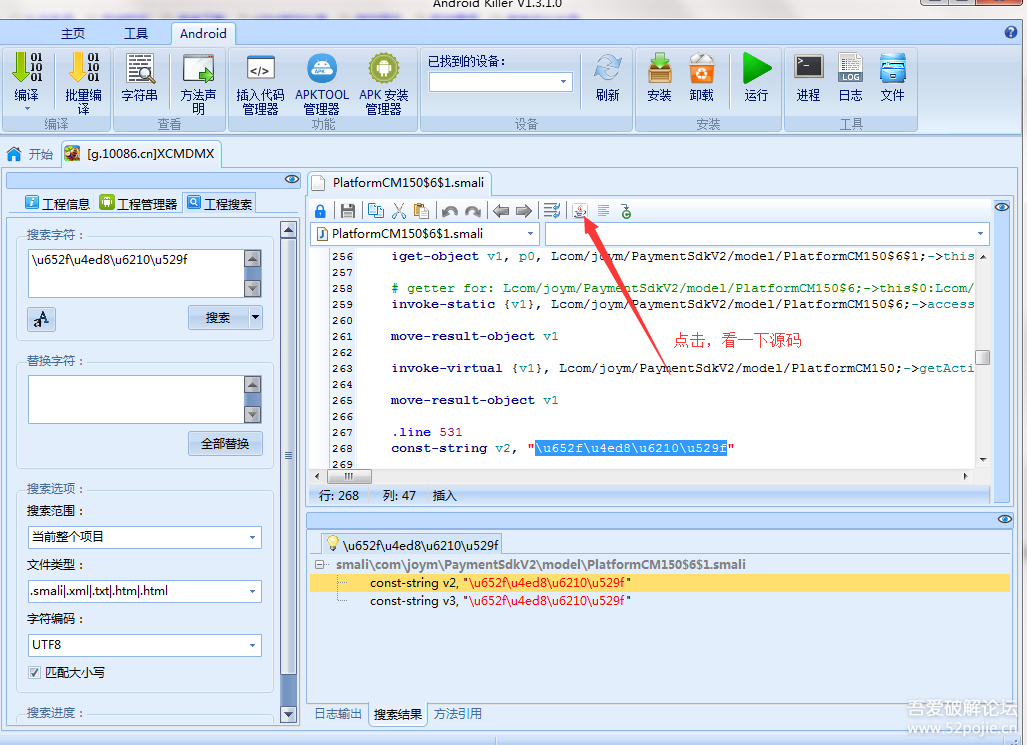 Android Killer V1.3.1.0
主页 工具 Android
编译 批量编译 字符串 方法声明 插入代码管理器 APKTOOL管理器 APK 安装管理器 已找到的设备: 刷新 安装 卸载 运行 进程 日志 文件
编译 查看 功能 设备 安装 工具
开始 [g.10086.cn]XCMDMX
工程信息 工程管理器 工程搜索
搜索字符:
\u652f\u4ed8\u6210\u529f
搜索
替换字符:
全部替换
搜索选项:
搜索范围:
当前整个项目
文件类型:
.smali|.xml|.txt|.htm|.html
字符编码:
UTF8
匹配大小写
搜索进度:
PlatformCM150$6$1.smali
PlatformCM150$6$1.smali
256 iget-object v1, p0, Lcom/joym/PaymentSdkV2/model/PlatformCM150$6$1;->this
257
258 # getter for: Lcom/joym/PaymentSdkV2/model/PlatformCM150$6;->this$0:Lcom/
259 invoke-static {v1}, Lcom/joym/PaymentSdkV2/model/PlatformCM150$6;->access
260
261 move-result-object v1
262
263 invoke-virtual {v1}, Lcom/joym/PaymentSdkV2/model/PlatformCM150;->getActi
264
265 move-result-object v1
266
267 .line 531
268 const-string v2, "\u652f\u4ed8\u6210\u529f"
269
点击，看一下源码
行: 268 列: 47 插入
\u652f\u4ed8\u6210\u529f
smali\com\joym\PaymentSdkV2\model\PlatformCM150$6$1.smali
const-string v2, "\u652f\u4ed8\u6210\u529f"
const-string v3, "\u652f\u4ed8\u6210\u529f"
日志输出 搜索结果 方法引用
吾爱破解论坛
www.52pojie.cn